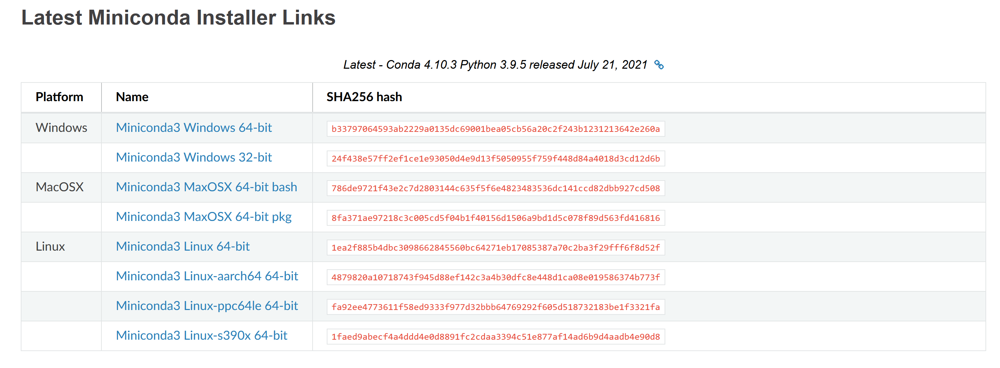 Latest Miniconda Installer Links
Latest - Conda 4.10.3 Python 3.9.5 released July 21, 2021
Platform Name SHA256 hash
Windows Miniconda3 Windows 64-bit b33797064593ab2229a0135dc69001bea05cb56a20c2f243b1231213642e260a
Miniconda3 Windows 32-bit 24f438e57ff2ef1ce1e93050d4e9d13f5050955f759f448d84a4018d3cd12d6b
MacOSX Miniconda3 MaxOSX 64-bit bash 786de9721f43e2c7d2803144c635f5f6e4823483536dc141ccd82dbb927cd508
Miniconda3 MaxOSX 64-bit pkg 8fa371ae97218c3c005cd5f04b1f40156d1506a9bd1d5c078f89d563fd416816
Linux Miniconda3 Linux 64-bit 1ea2f885b4dbc3098662845560bc64271eb17085387a70c2ba3f29fff6f8d52f
Miniconda3 Linux-aarch64 64-bit 4879820a10718743f945d88ef142c3a4b30dfc8e448d1ca08e019586374b773f
Miniconda3 Linux-ppc64le 64-bit fa92ee4773611f58ed9333f977d32bbb64769292f605d518732183be1f3321fa
Miniconda3 Linux-s390x 64-bit 1faed9abecf4a4ddd4e0d8891fc2cdaa3394c51e877af14ad6b9d4aadb4e90d8